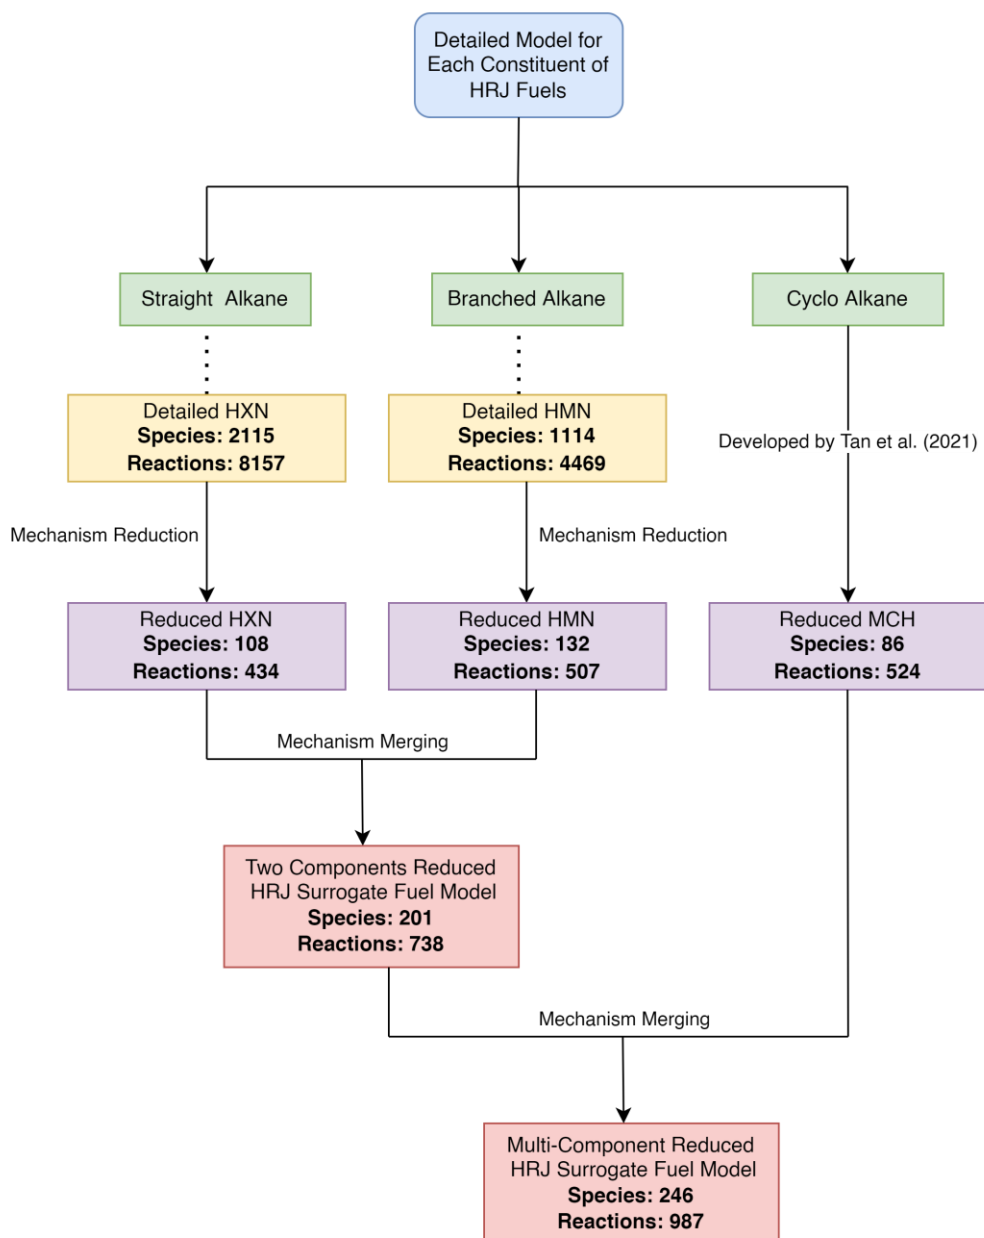 Detailed Model for
Each Constituent of
HRJ Fuels
Straight Alkane
Branched Alkane
Cyclo Alkane
Detailed HXN
Species: 2115
Reactions: 8157
Detailed HMN
Species: 1114
Reactions: 4469
Developed by Tan et al. (2021)
Mechanism Reduction
Mechanism Reduction
Reduced HXN
Species: 108
Reactions: 434
Reduced HMN
Species: 132
Reactions: 507
Reduced MCH
Species: 86
Reactions: 524
Mechanism Merging
Two Components Reduced
HRJ Surrogate Fuel Model
Species: 201
Reactions: 738
Mechanism Merging
Multi-Component Reduced
HRJ Surrogate Fuel Model
Species: 246
Reactions: 987